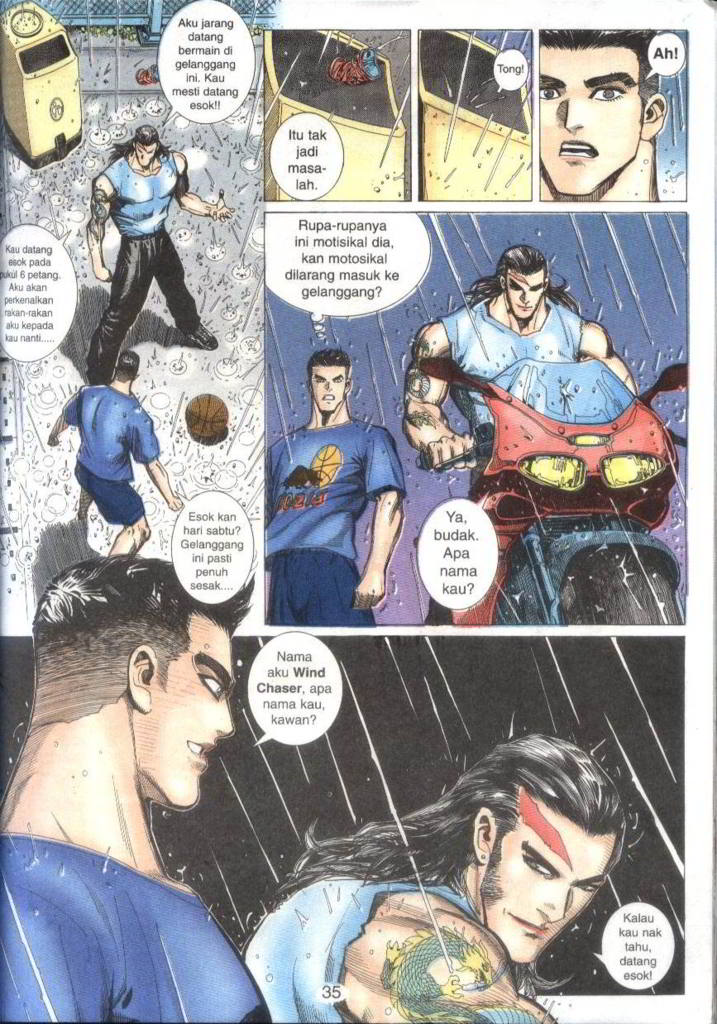 Aku jarang
datang
bermain di
gelanggang
ini. Kau
mesti datang
esok!!
Kau datang
esok pada
pukul 6 petang.
Aku akan
perkenalkan
rakan-rakan
aku kepada
kau nanti.....
Esok kan
hari sabtu?
Gelanggang
ini pasti
penuh
sesak....
Itu tak
jadi
masa-
lah.
Tong!
Ah!
Rupa-rupanya
ini motisikal dia,
kan motosikal
dilarang masuk ke
gelanggang?
Ya,
budak.
Apa
nama
kau?
Nama
aku Wind
Chaser, apa
nama kau,
kawan?
Kalau
kau nak
tahu,
datang
esok!
35